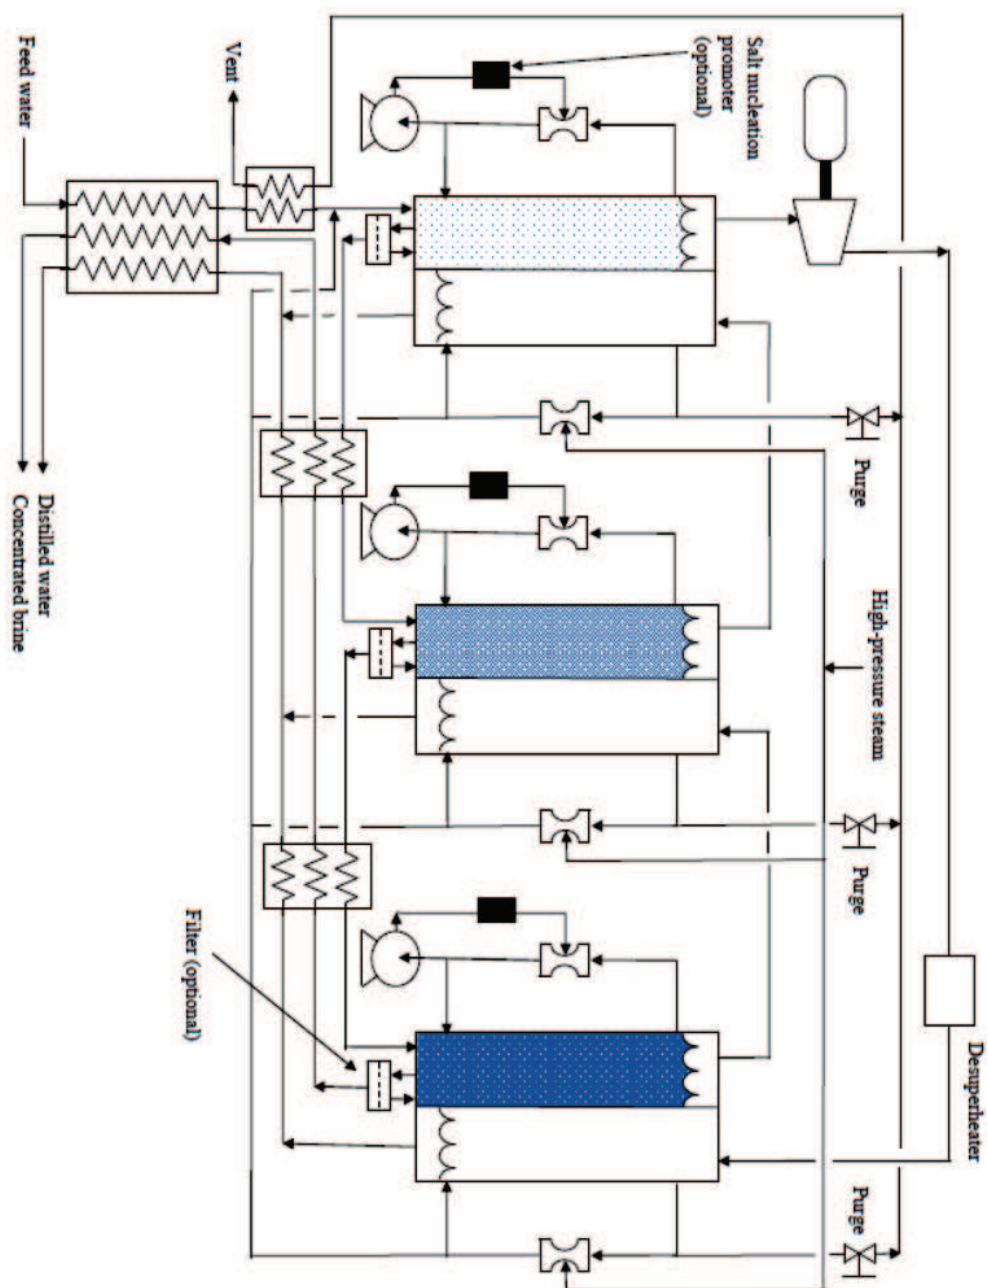 Salt nucleation
promoter
(optional)
Vent
Feed water
Purge
Distilled water
Concentrated brine
High-pressure steam
Purge
Filter (optional)
Desuperheater
Purge